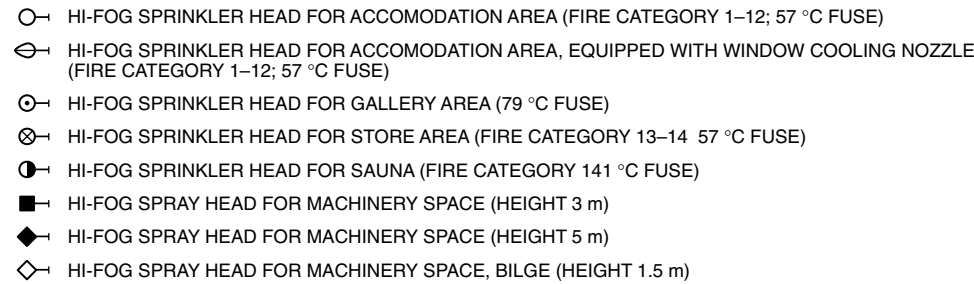 HI-FOG SPRINKLER HEAD FOR ACCOMODATION AREA (FIRE CATEGORY 1–12; 57 °C FUSE)
HI-FOG SPRINKLER HEAD FOR ACCOMODATION AREA, EQUIPPED WITH WINDOW COOLING NOZZLE
(FIRE CATEGORY 1–12; 57 °C FUSE)
HI-FOG SPRINKLER HEAD FOR GALLERY AREA (79 °C FUSE)
HI-FOG SPRINKLER HEAD FOR STORE AREA (FIRE CATEGORY 13–14  57 °C FUSE)
HI-FOG SPRINKLER HEAD FOR SAUNA (FIRE CATEGORY 141 °C FUSE)
HI-FOG SPRAY HEAD FOR MACHINERY SPACE (HEIGHT 3 m)
HI-FOG SPRAY HEAD FOR MACHINERY SPACE (HEIGHT 5 m)
HI-FOG SPRAY HEAD FOR MACHINERY SPACE, BILGE (HEIGHT 1.5 m)